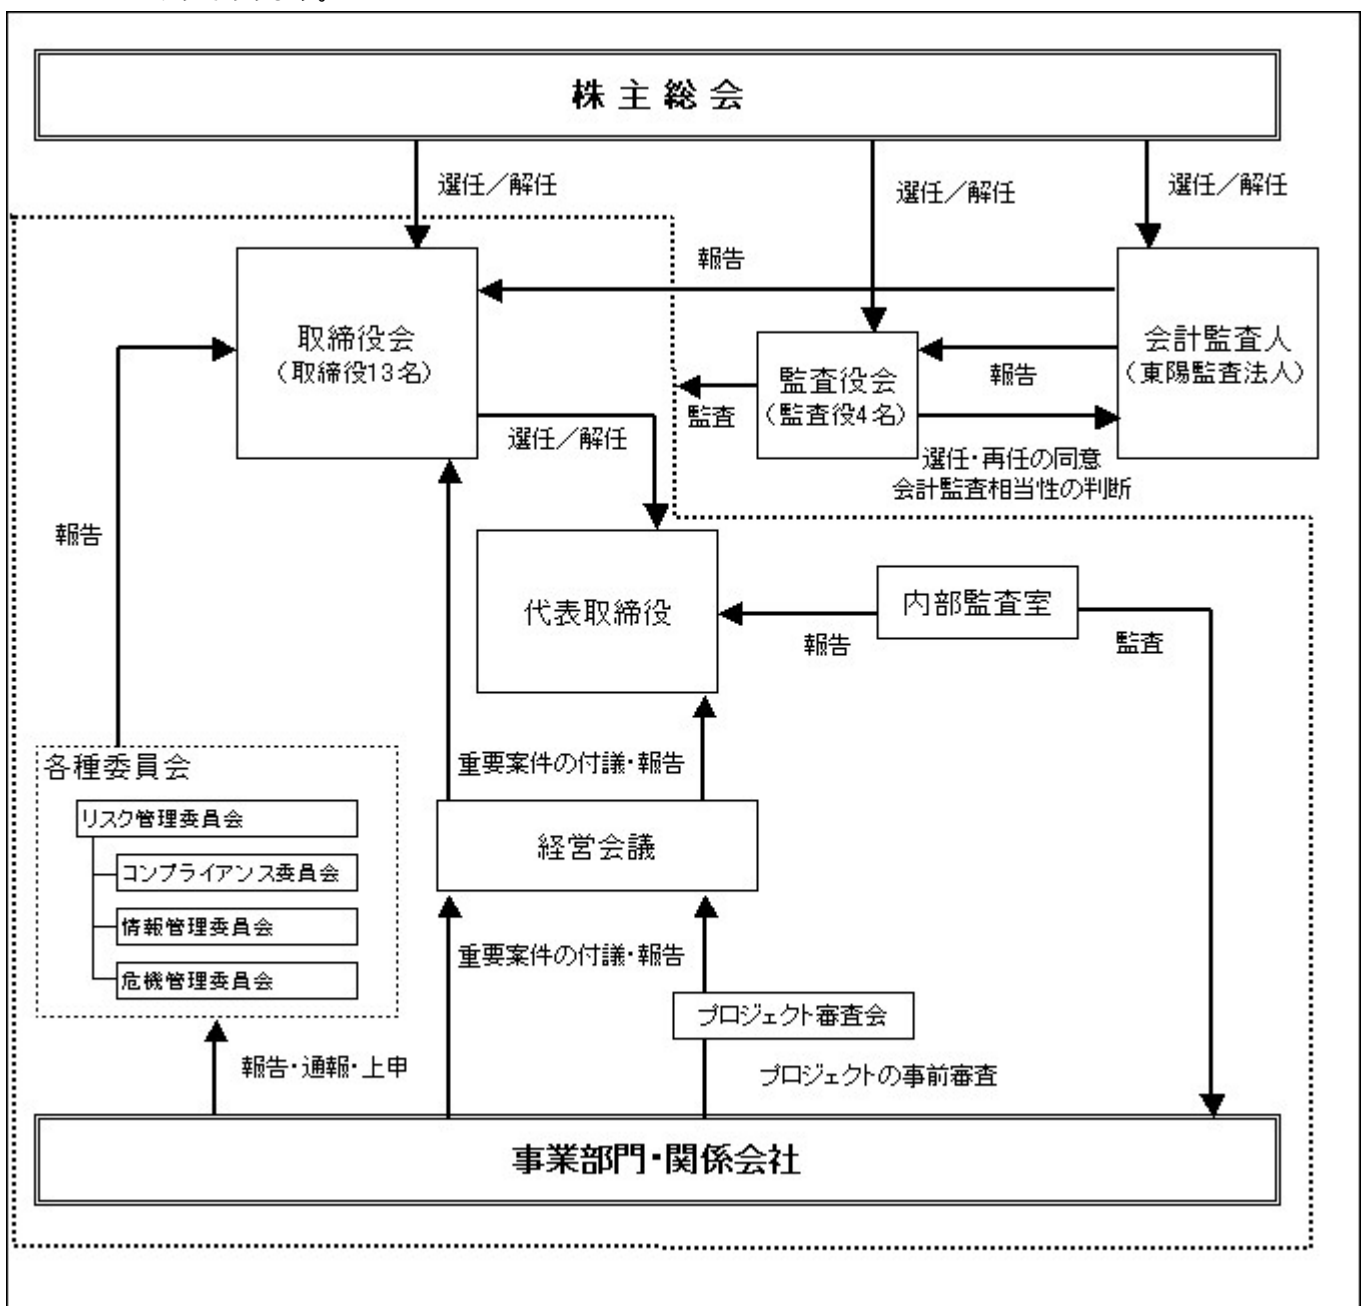 株主総会
選任／解任
選任／解任
選任／解任
報告
取締役会
（取締役13名）
監査役会
（監査役4名）
会計監査人
（東陽監査法人）
報告
監査
選任／解任
選任・再任の同意
会計監査相当性の判断
報告
代表取締役
内部監査室
報告
監査
各種委員会
重要案件の付議・報告
リスク管理委員会
経営会議
コンプライアンス委員会
情報管理委員会
重要案件の付議・報告
危機管理委員会
プロジェクト審査会
報告・通報・上申
プロジェクトの事前審査
事業部門・関係会社